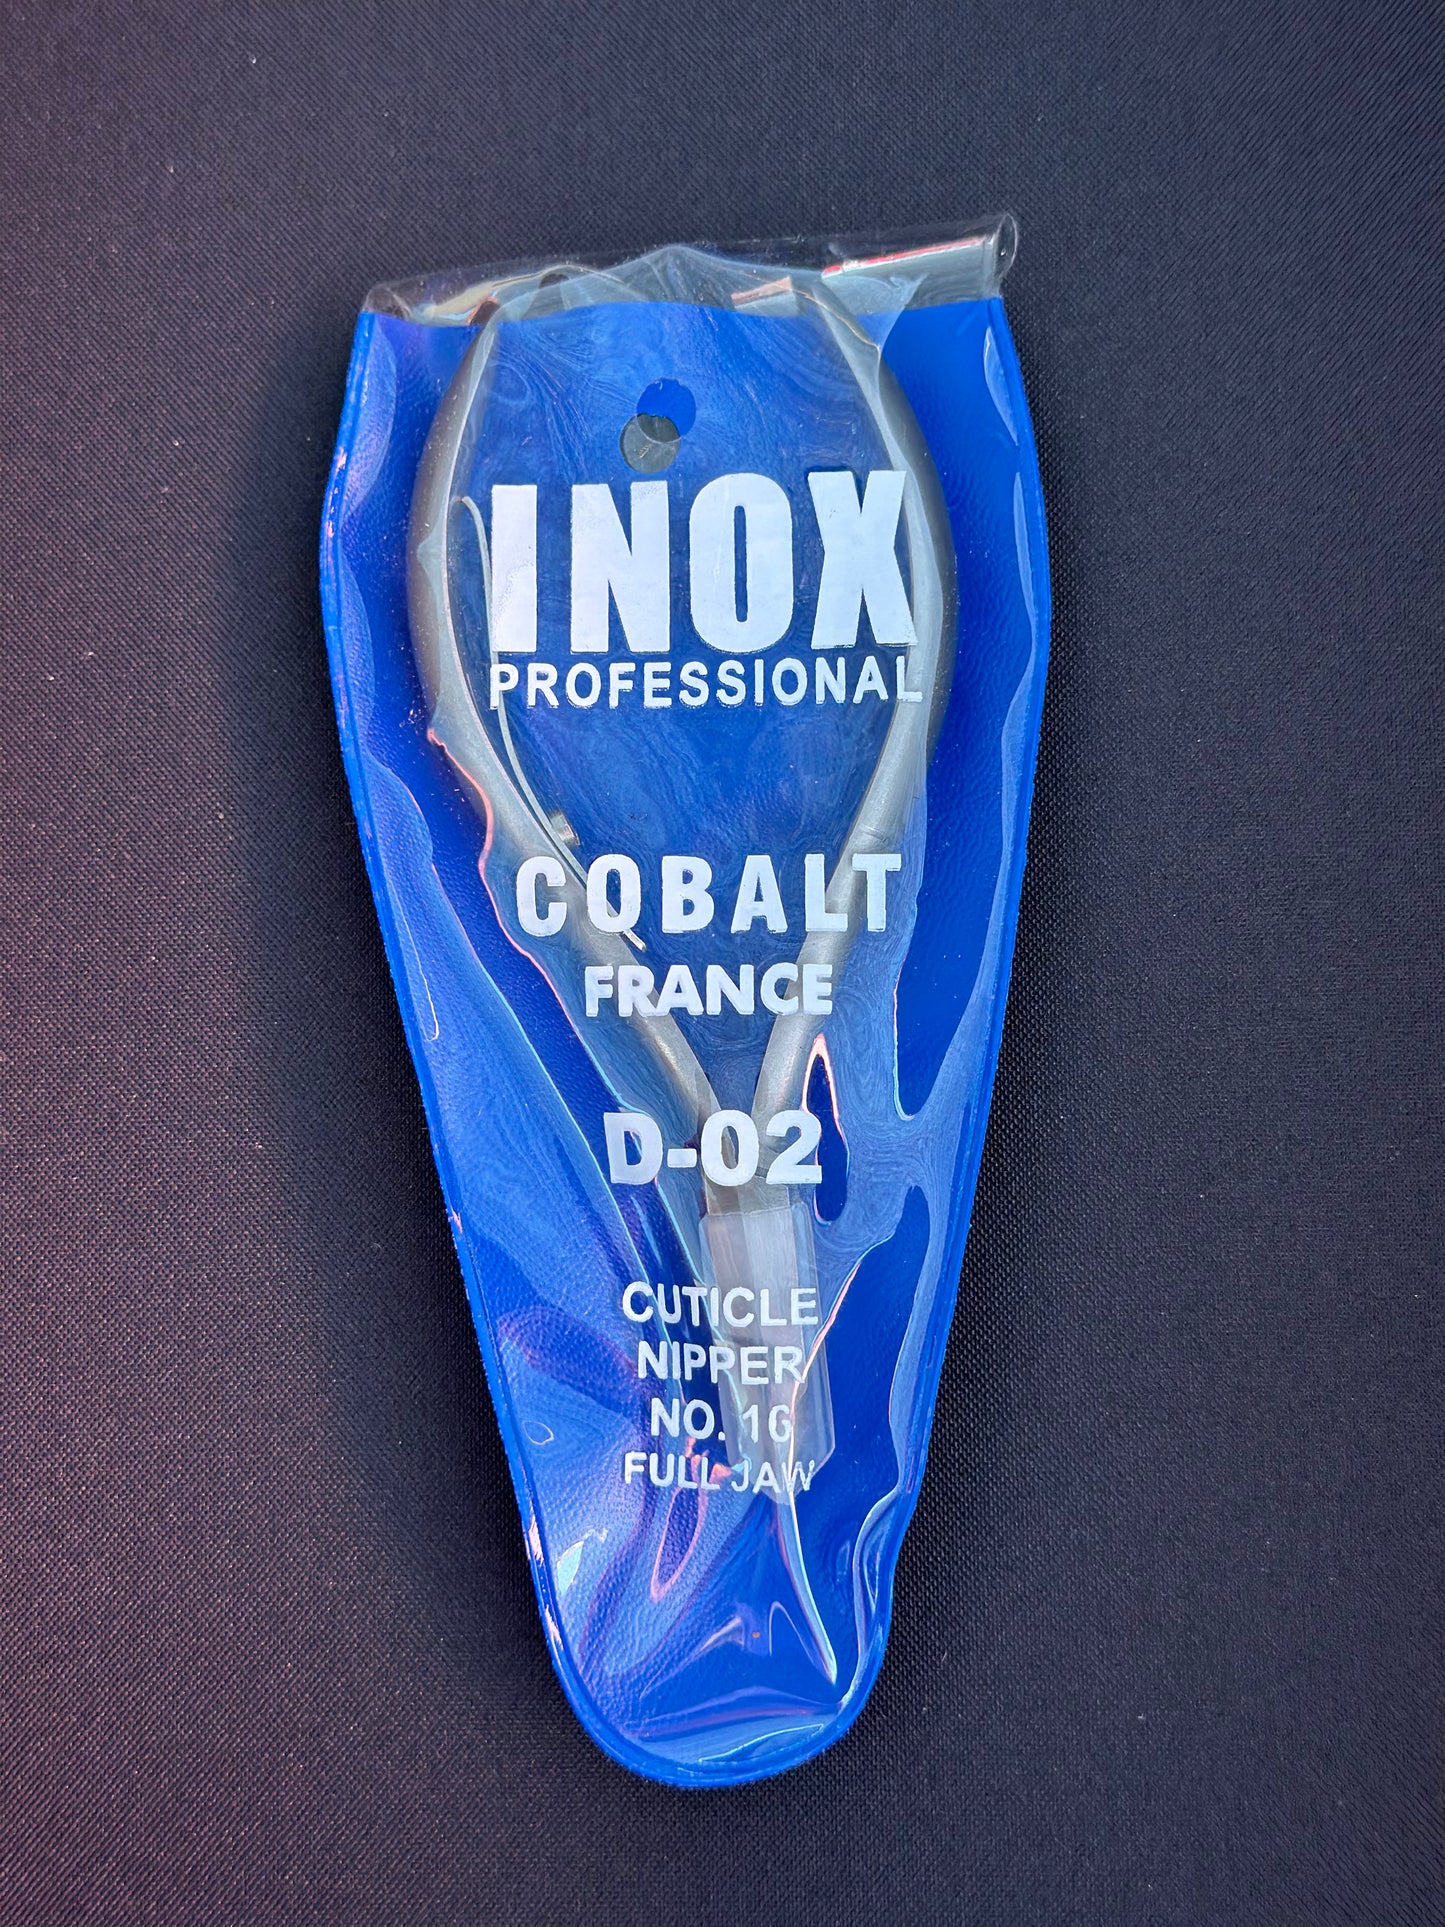 INOX
PROFESSIONAL
COBALT
FRANCE
D-02
CUTICLE
NIPPER
NO. 16
FULL JAW